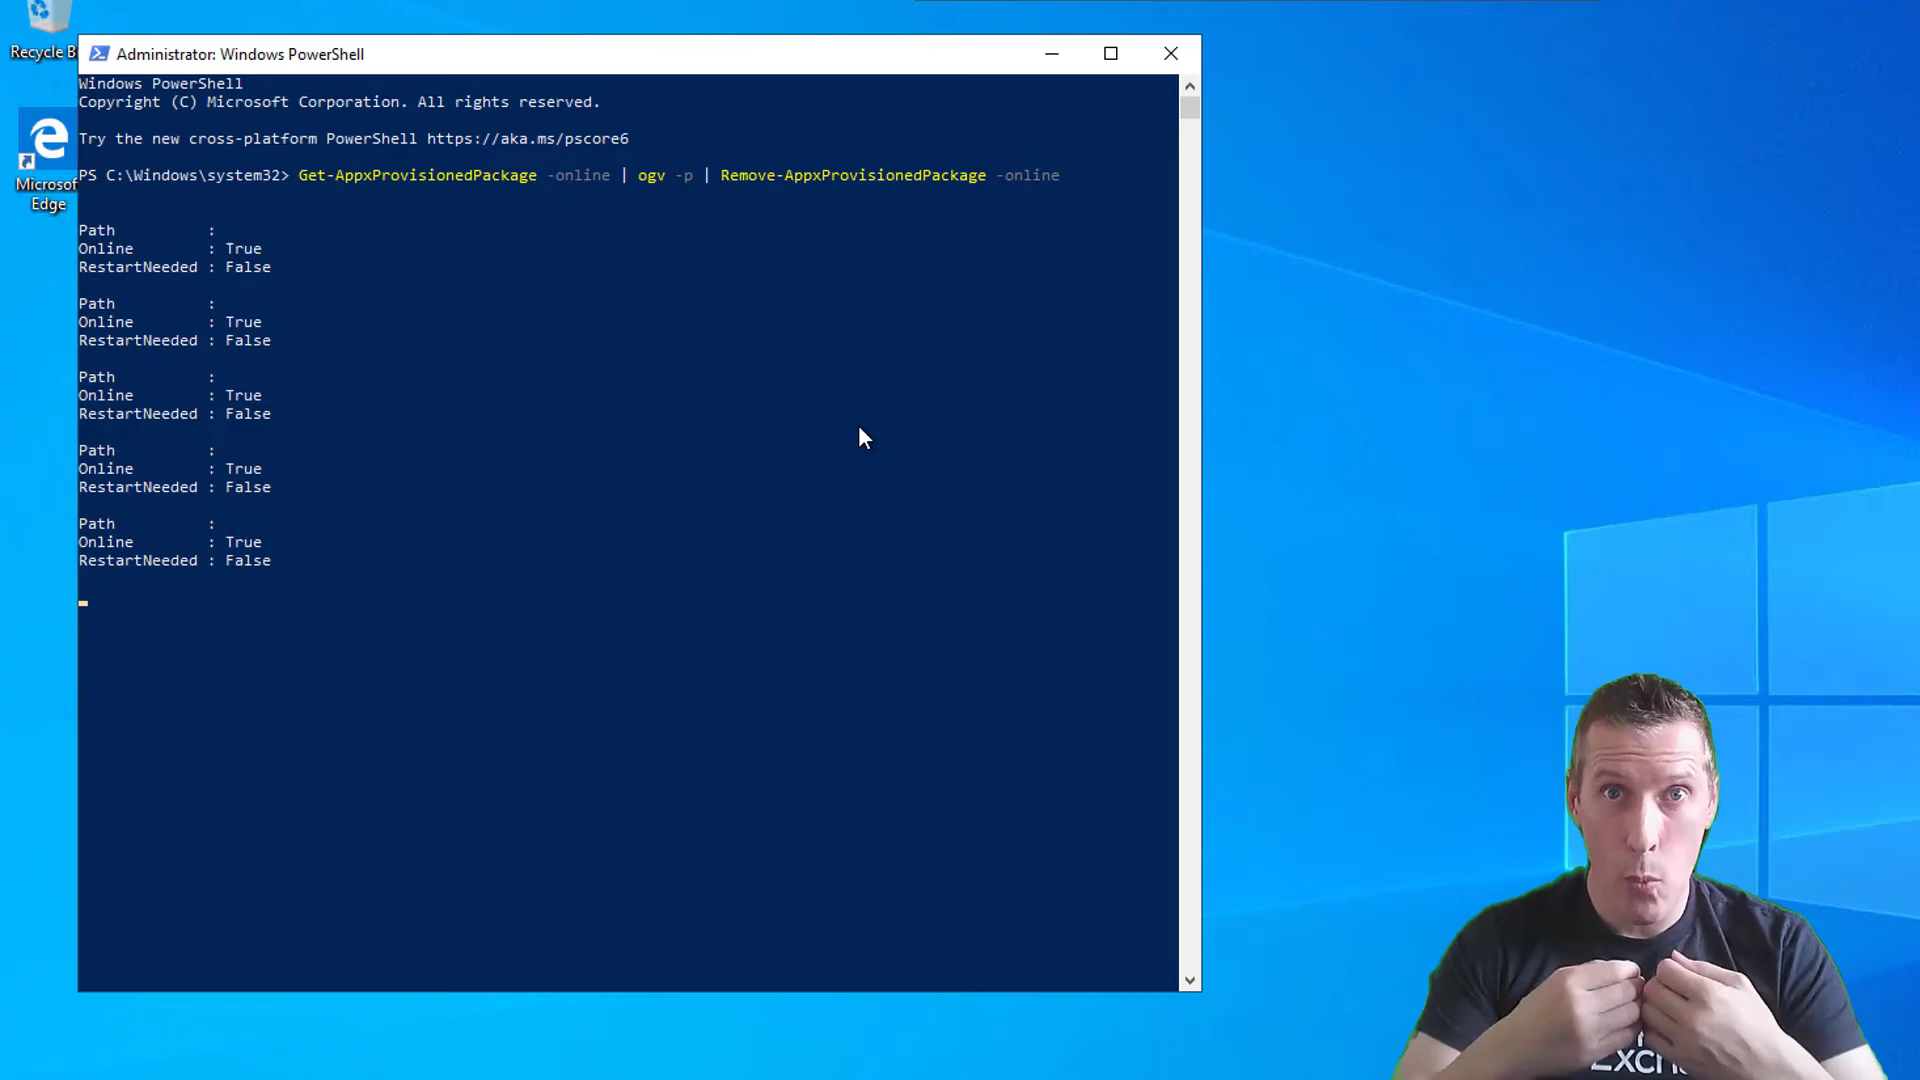 Recycle B
Administrator: Windows PowerShell
Windows PowerShell
Copyright (C) Microsoft Corporation. All rights reserved.
Try the new cross-platform PowerShell https://aka.ms/pscore6
PS C:\Windows\system32> Get-AppxProvisionedPackage -online | ogv -p | Remove-AppxProvisionedPackage -online
Path :
Online : True
RestartNeeded : False
Path :
Online : True
RestartNeeded : False
Path :
Online : True
RestartNeeded : False
Path :
Online : True
RestartNeeded : False
Path :
Online : True
RestartNeeded : False
Microsof
Edge